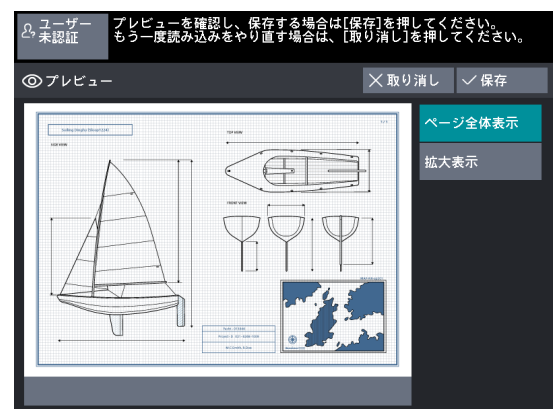 ユーザー
未認証
プレビューを確認し、保存する場合は[保存]を押してください。
もう一度読み込みをやり直す場合は、[取り消し]を押してください。
プレビュー
取り消し
保存
ページ全体表示
拡大表示
SIDE VIEW
TOP VIEW
FRONT VIEW